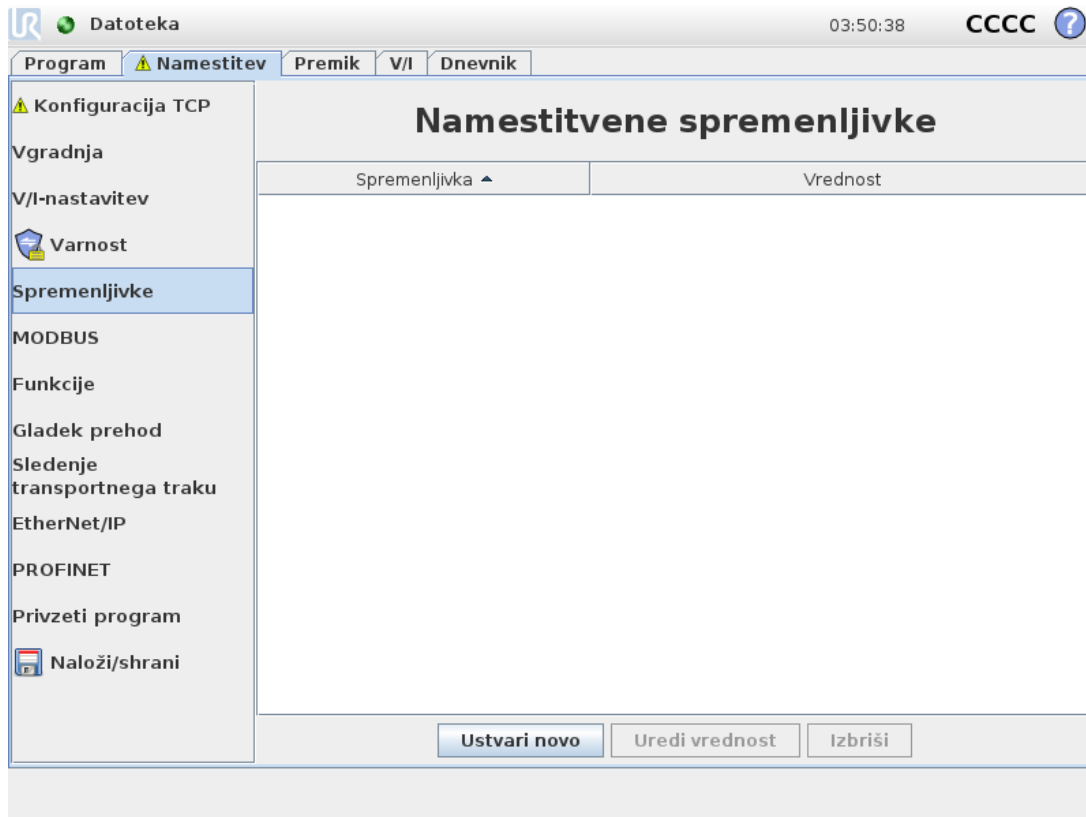 UR Datoteka 03:50:38 CCCC ?
Program Namestitev Premik V/I Dnevnik
Konfiguracija TCP
Vgradnja
V/I-nastavitev
Varnost
Spremenljivke
MODBUS
Funkcije
Gladek prehod
Sledenje
transportnega traku
EtherNet/IP
PROFINET
Privzeti program
Naloži/shrani
Namestitvene spremenljivke
Spremenljivka Vrednost
Ustvari novo Uredi vrednost Izbriši